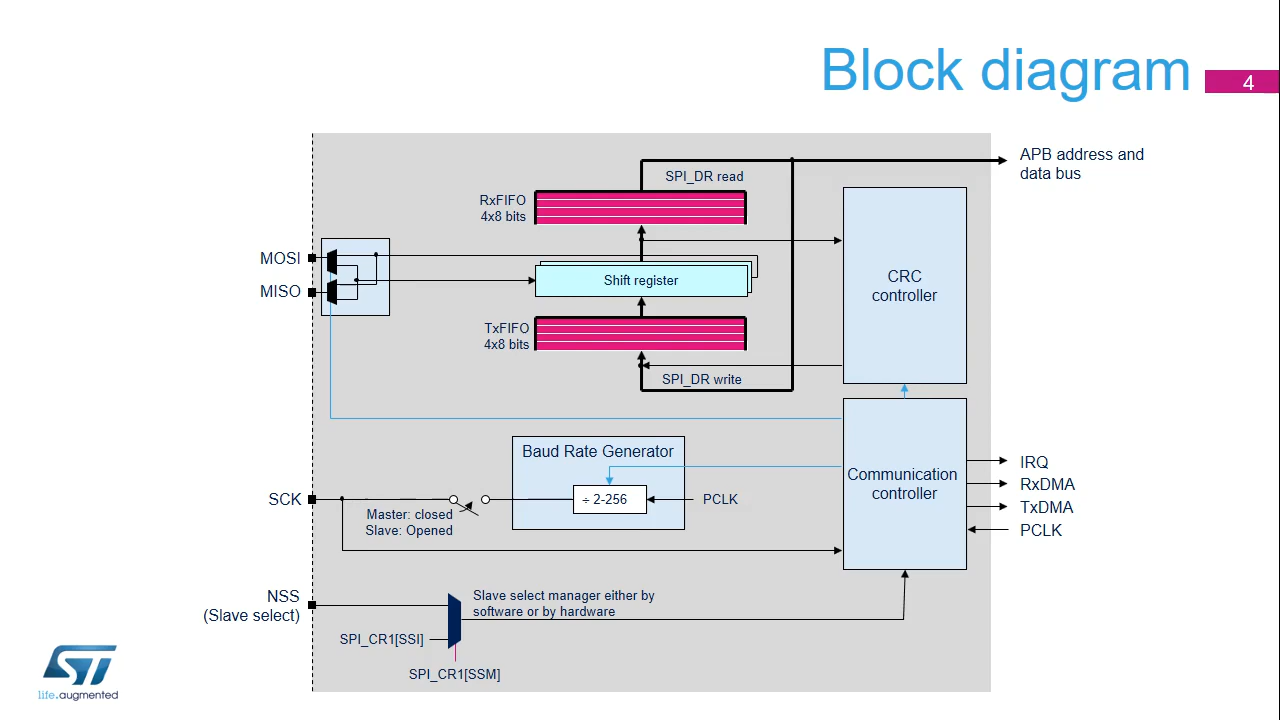 Block diagram
4
APB address and
data bus
SPI_DR read
RxFIFO
4x8 bits
MOSI
MISO
Shift register
CRC
controller
TxFIFO
4x8 bits
SPI_DR write
Baud Rate Generator
÷ 2-256
PCLK
SCK
Master: closed
Slave: Opened
Communication
controller
IRQ
RxDMA
TxDMA
PCLK
NSS
(Slave select)
Slave select manager either by
software or by hardware
SPI_CR1[SSI]
SPI_CR1[SSM]
ST
life.augmented